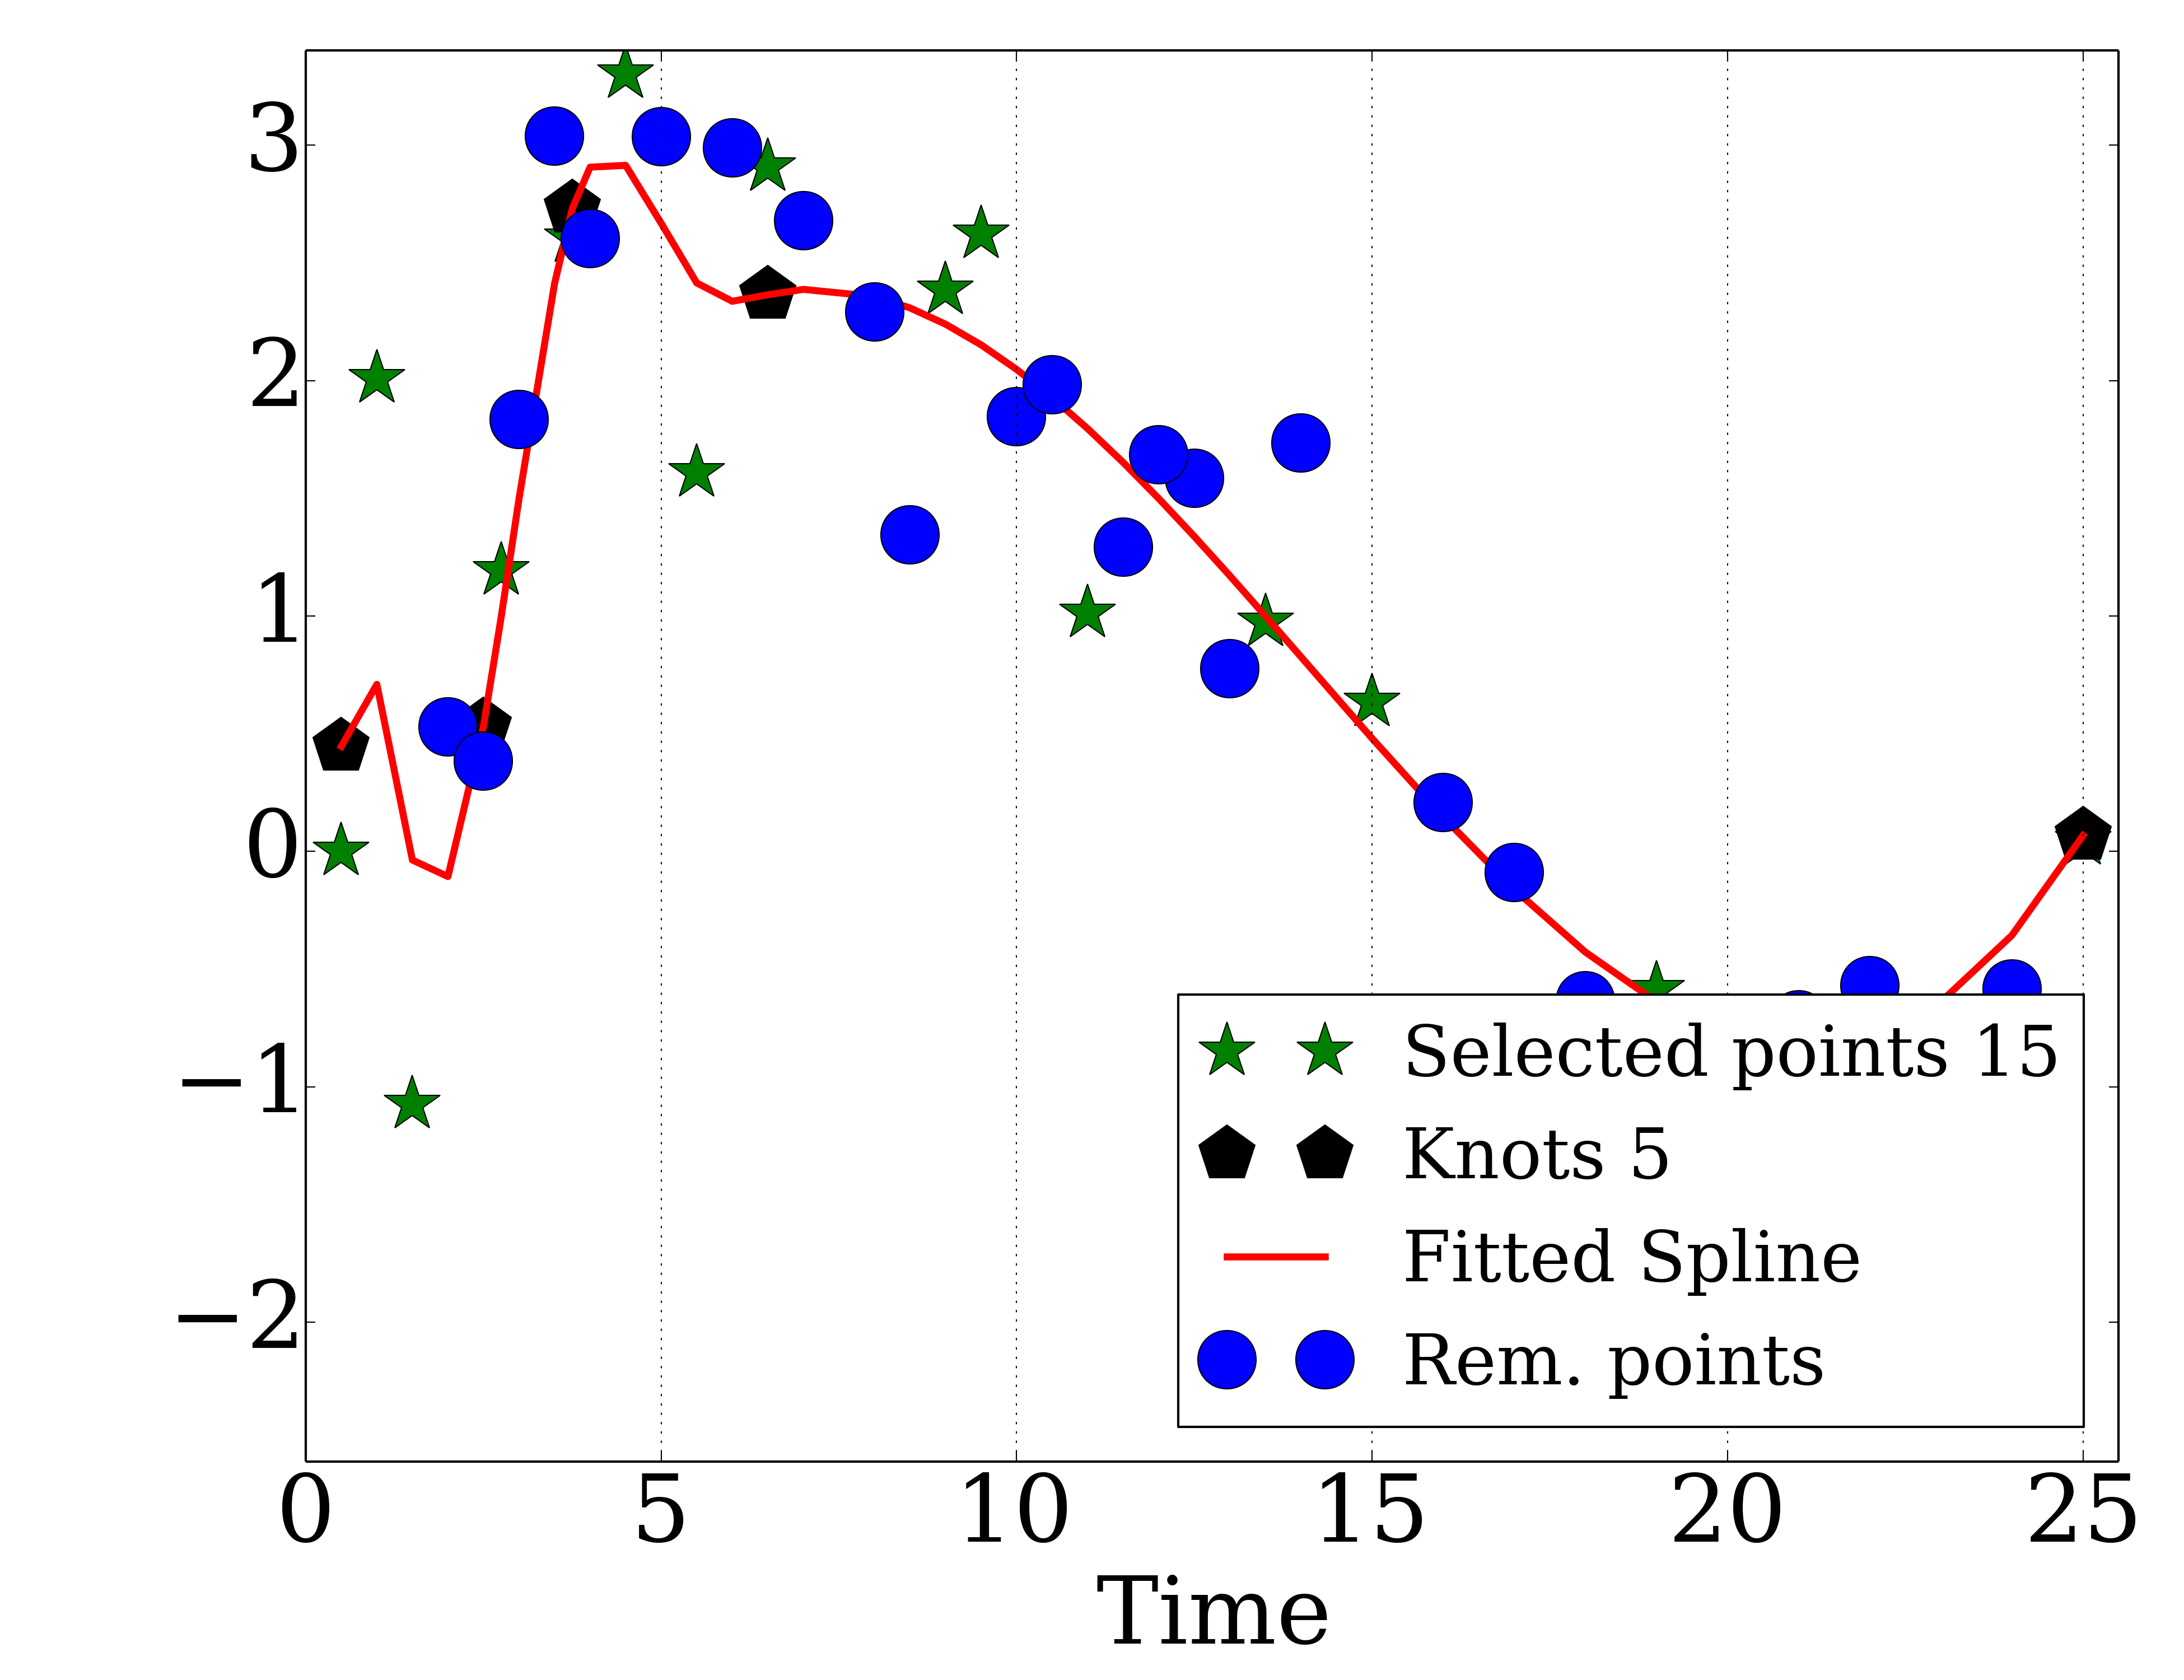 3
2
1
0
−1
−2
Selected points 15
Knots 5
Fitted Spline
Rem. points
0 5 10 15 20 25
Time